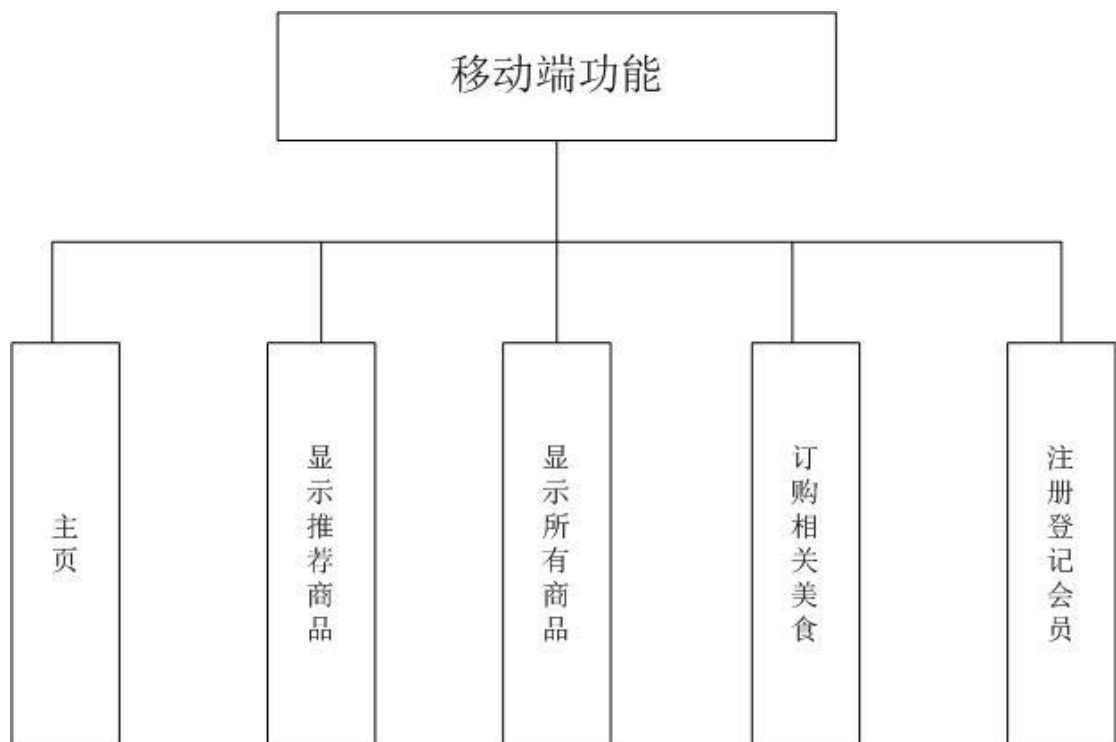 移动端功能
主页
显示推荐商品
显示所有商品
订购相关美食
注册登记会员